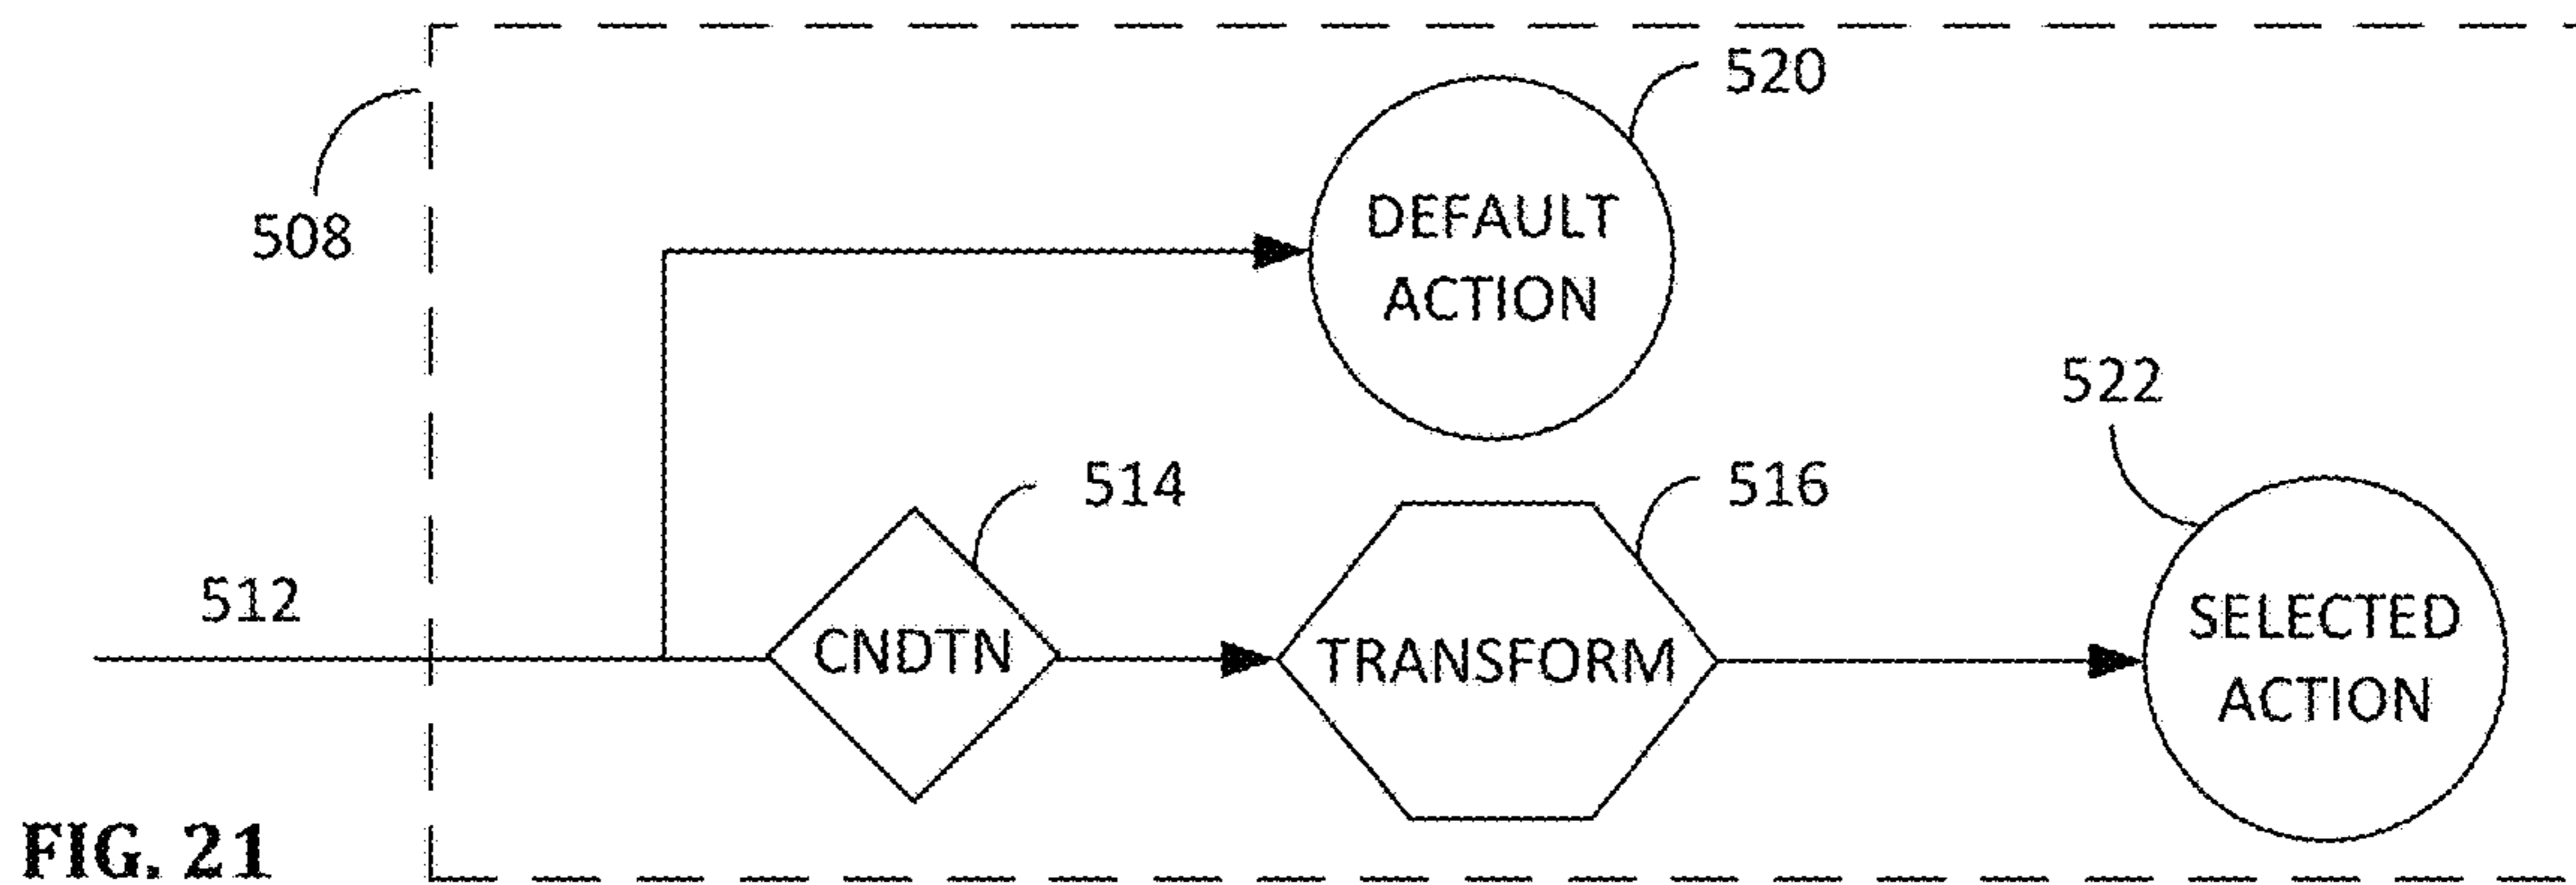 520
508
DEFAULT
ACTION
522
514
516
512
CNDTN
TRANSFORM
SELECTED
ACTION
FIG. 21